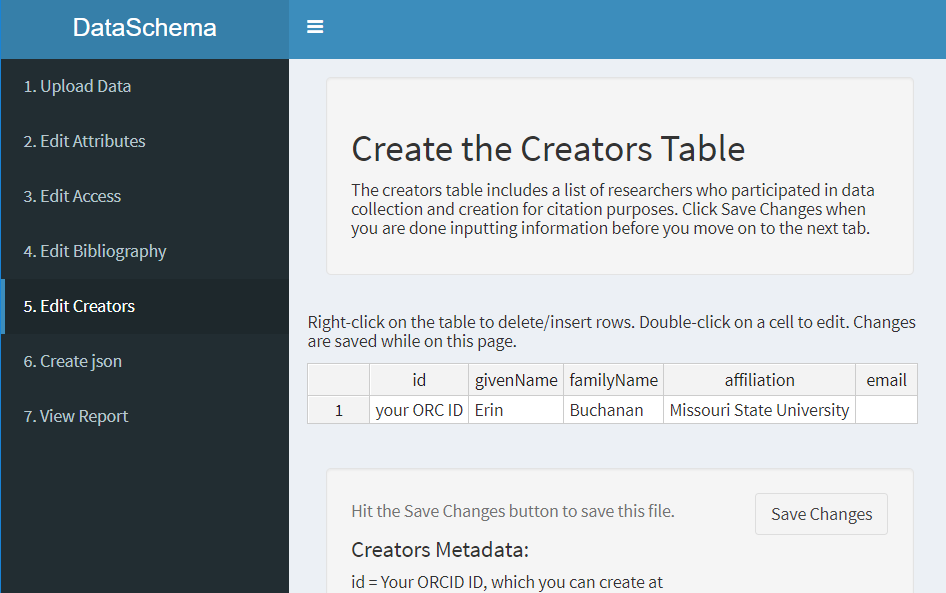 DataSchema
1. Upload Data
2. Edit Attributes
3. Edit Access
4. Edit Bibliography
5. Edit Creators
6. Create json
7. View Report
Create the Creators Table
The creators table includes a list of researchers who participated in data
collection and creation for citation purposes. Click Save Changes when
you are done inputting information before you move on to the next tab.
Right-click on the table to delete/insert rows. Double-click on a cell to edit. Changes
are saved while on this page.
id givenName familyName affiliation email
1 your ORC ID Erin Buchanan Missouri State University
Hit the Save Changes button to save this file.
Save Changes
Creators Metadata:
id = Your ORCID ID, which you can create at